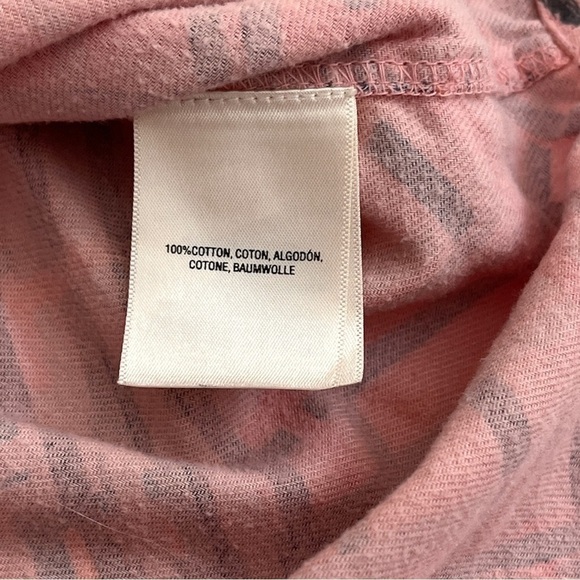 100%COTTON, COTON, ALGODÓN,
COTONE, BAUMWOLLE